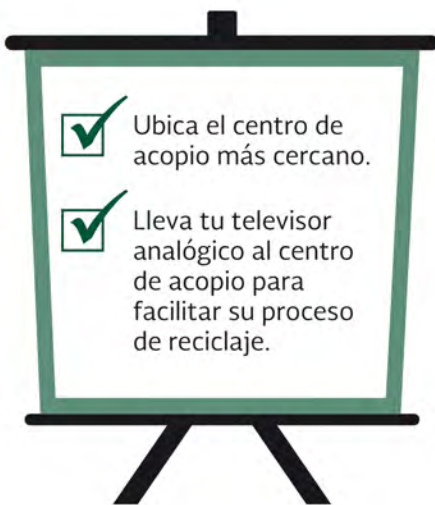 Ubica el centro de
acopio más cercano.
Lleva tu televisor
analógico al centro
de acopio para
facilitar su proceso
de reciclaje.